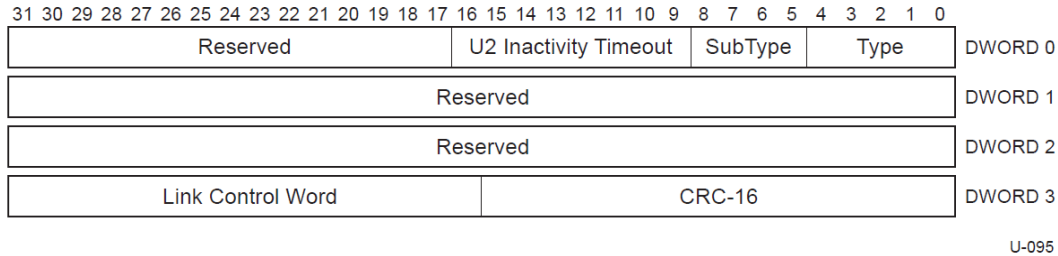 31 30 29 28 27 26 25 24 23 22 21 20 19 18 17 16 15 14 13 12 11 10 9 8 7 6 5 4 3 2 1 0
Reserved U2 Inactivity Timeout SubType Type DWORD 0
Reserved DWORD 1
Reserved DWORD 2
Link Control Word CRC-16 DWORD 3
U-095